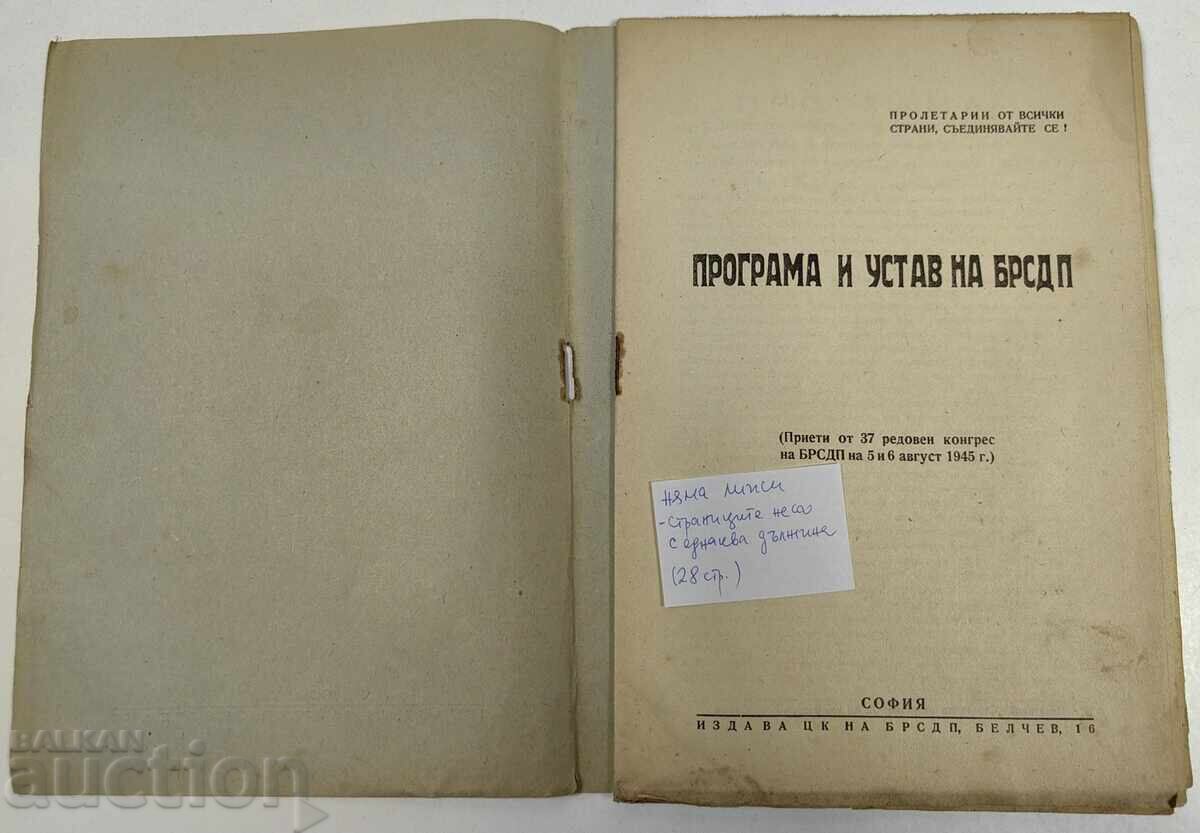 ПРОЛЕТАРИИ ОТ ВСИЧКИ
СТРАНИ, СЪЕДИНЯВАЙТЕ СЕ !
ПРОГРАМА И УСТАВ НА БРСДП
(Приети от 37 редовен конгрес
на БРСДП на 5 и 6 август 1945 г.)
няма липси
- страниците не са
с еднаква дължина
(28 стр.)
СОФИЯ
ИЗДАВА ЦК НА БРСДП, БЕЛЧЕВ, 16
BALKAN
auction